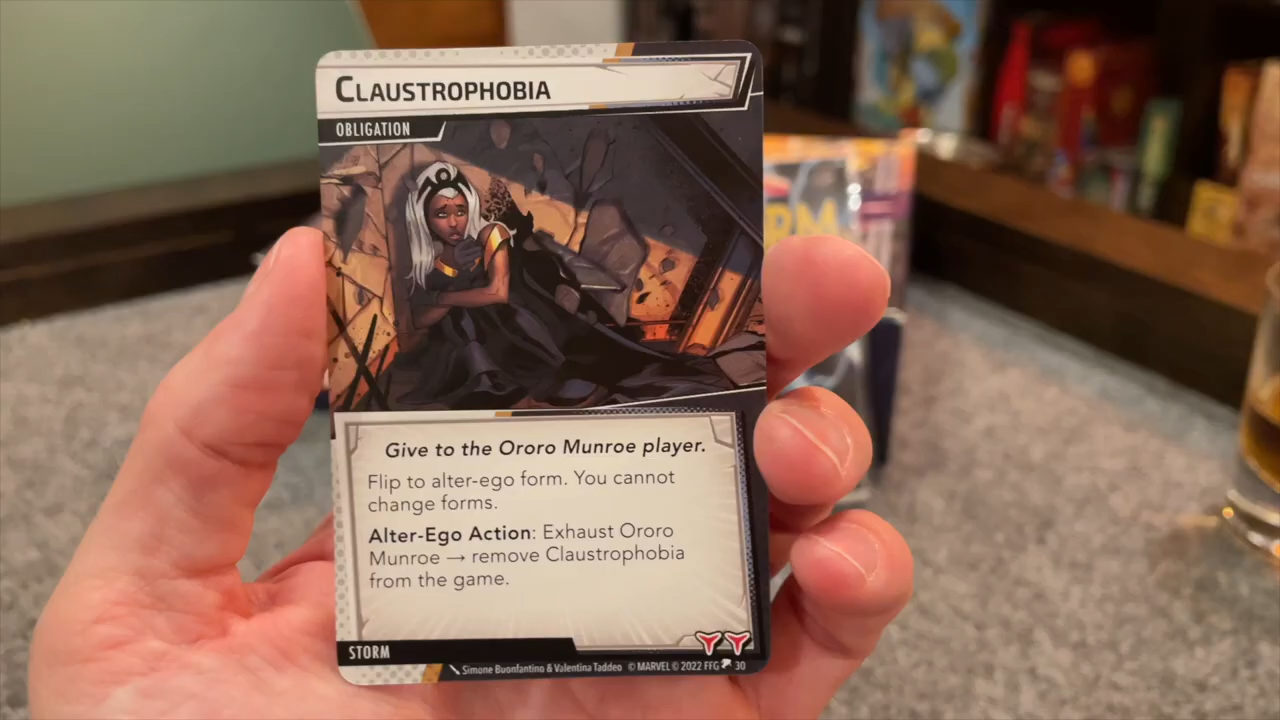 CLAUSTROPHOBIA
OBLIGATION
Give to the Ororo Munroe player.
Flip to alter-ego form. You cannot
change forms.
Alter-Ego Action: Exhaust Ororo
Munroe → remove Claustrophobia
from the game.
STORM
Simone Buonfantino & Valentina Taddeo © MARVEL © 2022 FFG 30